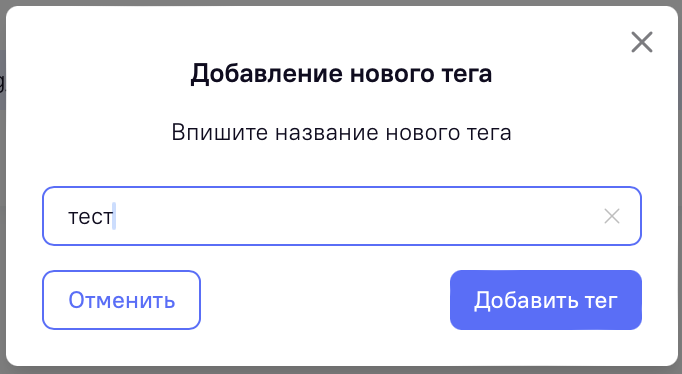 Добавление нового тега
Впишите название нового тега
тест
Отменить
Добавить тег